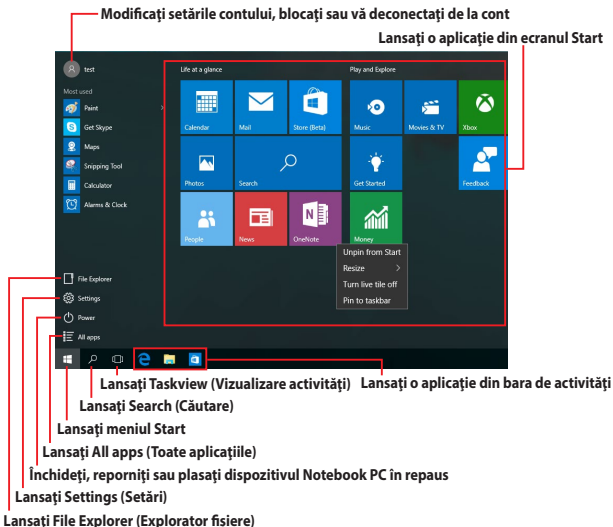 Modificați setările contului, blocați sau vă deconectați de la cont
Lansați o aplicație din ecranul Start
test
Life at a glance
Play and Explore
Most used
Paint
Get Skype
Maps
Snipping Tool
Calculator
Alarms & Clock
Calendar
Mail
Store (Beta)
Music
Movies & TV
Xbox
Photos
Search
Get Started
Feedback
People
News
OneNote
Money
Unpin from Start
Resize
Turn live tile off
Pin to taskbar
File Explorer
Settings
Power
All apps
Lansați Taskview (Vizualizare activități)
Lansați o aplicație din bara de activități
Lansați Search (Căutare)
Lansați meniul Start
Lansați All apps (Toate aplicațiile)
Închideți, reporniți sau plasați dispozitivul Notebook PC în repaus
Lansați Settings (Setări)
Lansați File Explorer (Explorator fișiere)